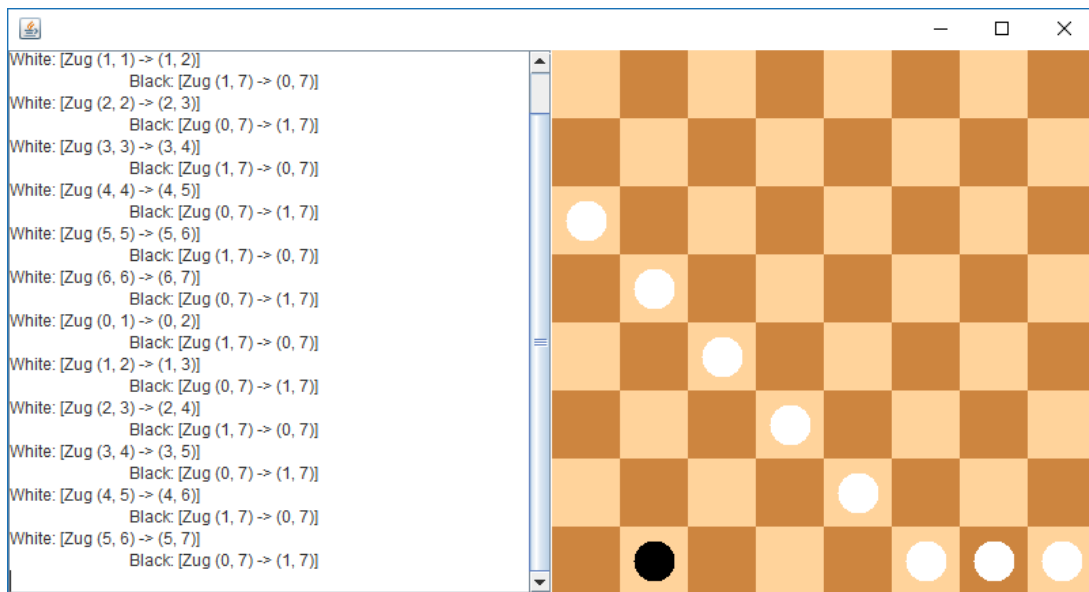 White: [Zug (1, 1) -> (1, 2)]
Black: [Zug (1, 7) -> (0, 7)]
White: [Zug (2, 2) -> (2, 3)]
Black: [Zug (0, 7) -> (1, 7)]
White: [Zug (3, 3) -> (3, 4)]
Black: [Zug (1, 7) -> (0, 7)]
White: [Zug (4, 4) -> (4, 5)]
Black: [Zug (0, 7) -> (1, 7)]
White: [Zug (5, 5) -> (5, 6)]
Black: [Zug (1, 7) -> (0, 7)]
White: [Zug (6, 6) -> (6, 7)]
Black: [Zug (0, 7) -> (1, 7)]
White: [Zug (0, 1) -> (0, 2)]
Black: [Zug (1, 7) -> (0, 7)]
White: [Zug (1, 2) -> (1, 3)]
Black: [Zug (0, 7) -> (1, 7)]
White: [Zug (2, 3) -> (2, 4)]
Black: [Zug (1, 7) -> (0, 7)]
White: [Zug (3, 4) -> (3, 5)]
Black: [Zug (0, 7) -> (1, 7)]
White: [Zug (4, 5) -> (4, 6)]
Black: [Zug (1, 7) -> (0, 7)]
White: [Zug (5, 6) -> (5, 7)]
Black: [Zug (0, 7) -> (1, 7)]